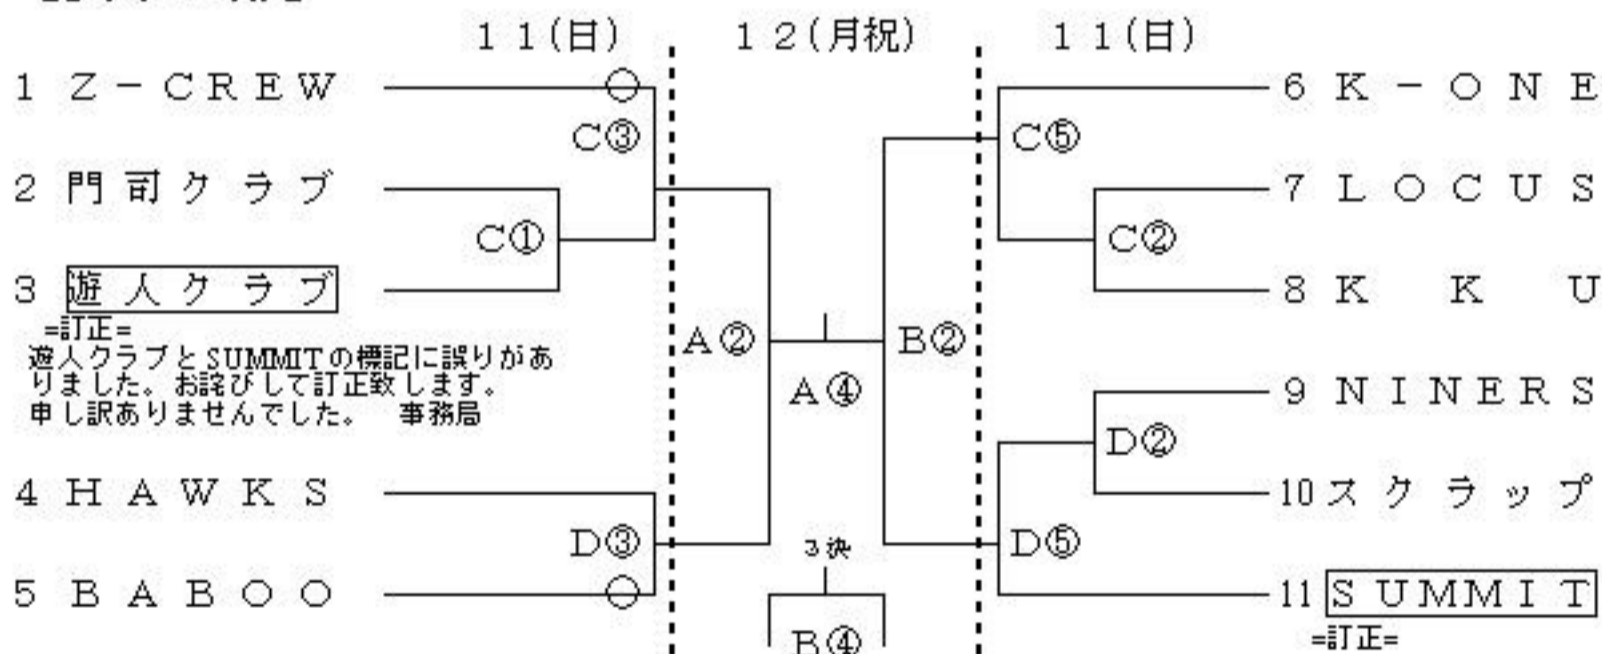 11(日) 12(月祝) 11(日)
1 Z－CREW
C③
2 門司クラブ
C①
3 遊人クラブ
=訂正=
遊人クラブとSUMMITの標記に誤りがあ
りました。お詫びして訂正致します。
申し訳ありませんでした。 事務局
4 HAWKS
D③
5 BABOO
A②
A④
B②
3決
B④
6 K－ONE
C⑤
7 LOCUS
C②
8 KKU
9 NINERS
D②
10 スクラップ
D⑤
11 SUMMIT
=訂正=